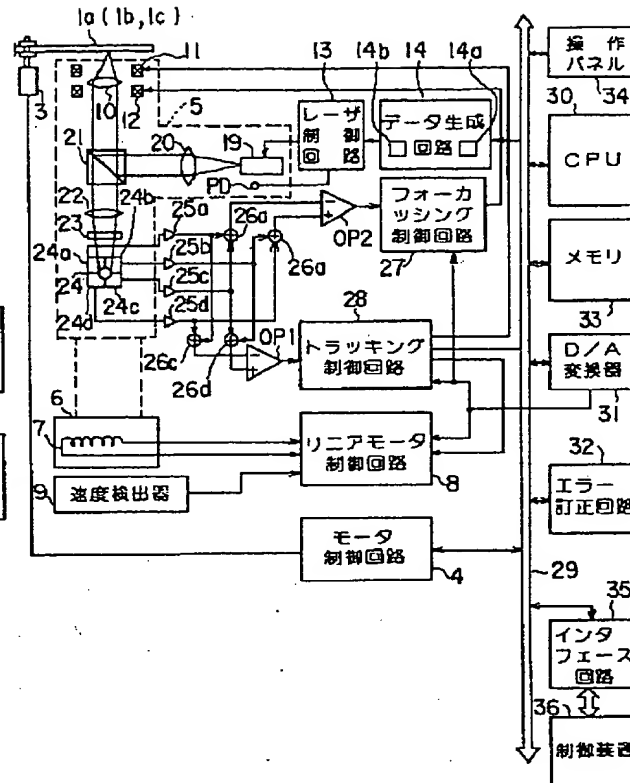 1a(1b,1c)
11
3
10
12
5
13
レーザ
制御
回路
14b
14
14a
データ生成
回路
操作
パネル
34
30
CPU
21
20
19
PD
OP2
フォーカ
ッシング
制御回路
27
メモリ
33
22
23
24b
24a
24
24d
24c
25a
25b
25c
25d
26a
26a
26c
26d
OP1
28
トラッキング
制御回路
D/A
変換器
31
6
7
リニアモータ
制御回路
8
9
速度検出器
32
エラー
訂正回路
モータ
制御回路
4
29
35
インタ
フェース
回路
36
制御装置